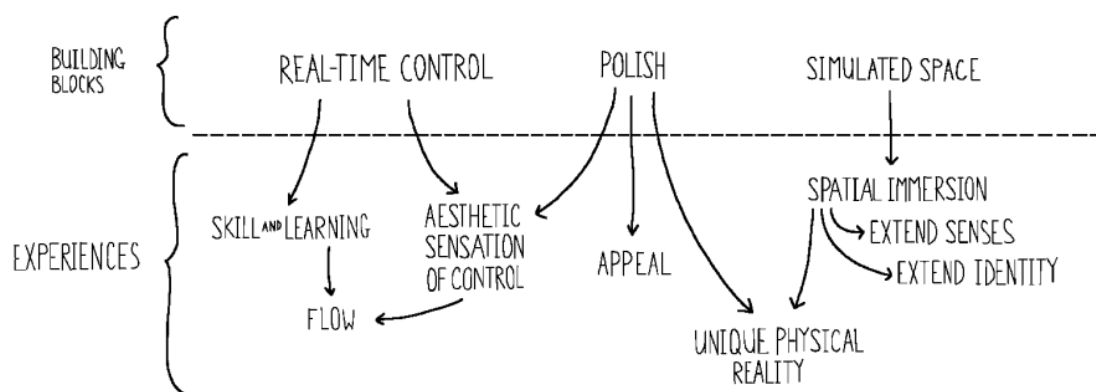 BUILDING
BLOCKS
REAL-TIME CONTROL
POLISH
SIMULATED SPACE
EXPERIENCES
SKILL AND LEARNING
AESTHETIC
SENSATION
OF CONTROL
FLOW
APPEAL
SPATIAL IMMERSION
EXTEND SENSES
EXTEND IDENTITY
UNIQUE PHYSICAL
REALITY